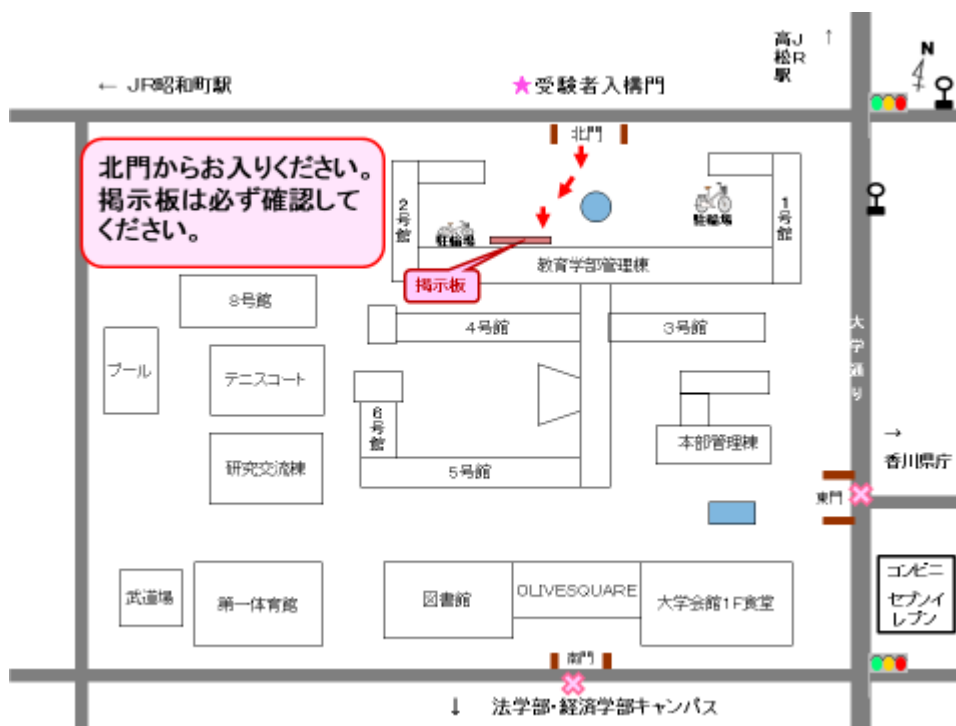 JR
高松駅
↑
N
← JR昭和町駅
★受験者入構門
北門
北門からお入りください。
掲示板は必ず確認して
ください。
2号館
駐輪場
駐輪場
1号館
教育学部管理棟
掲示板
8号館
4号館
3号館
大学通り
プール
テニスコート
6号館
本部管理棟
→
香川県庁
研究交流棟
5号館
東門
武道場
第一体育館
図書館
OLIVESQUARE
大学会館1F食堂
コンビニ
セブンイ
レブン
南門
↓ 法学部・経済学部キャンパス